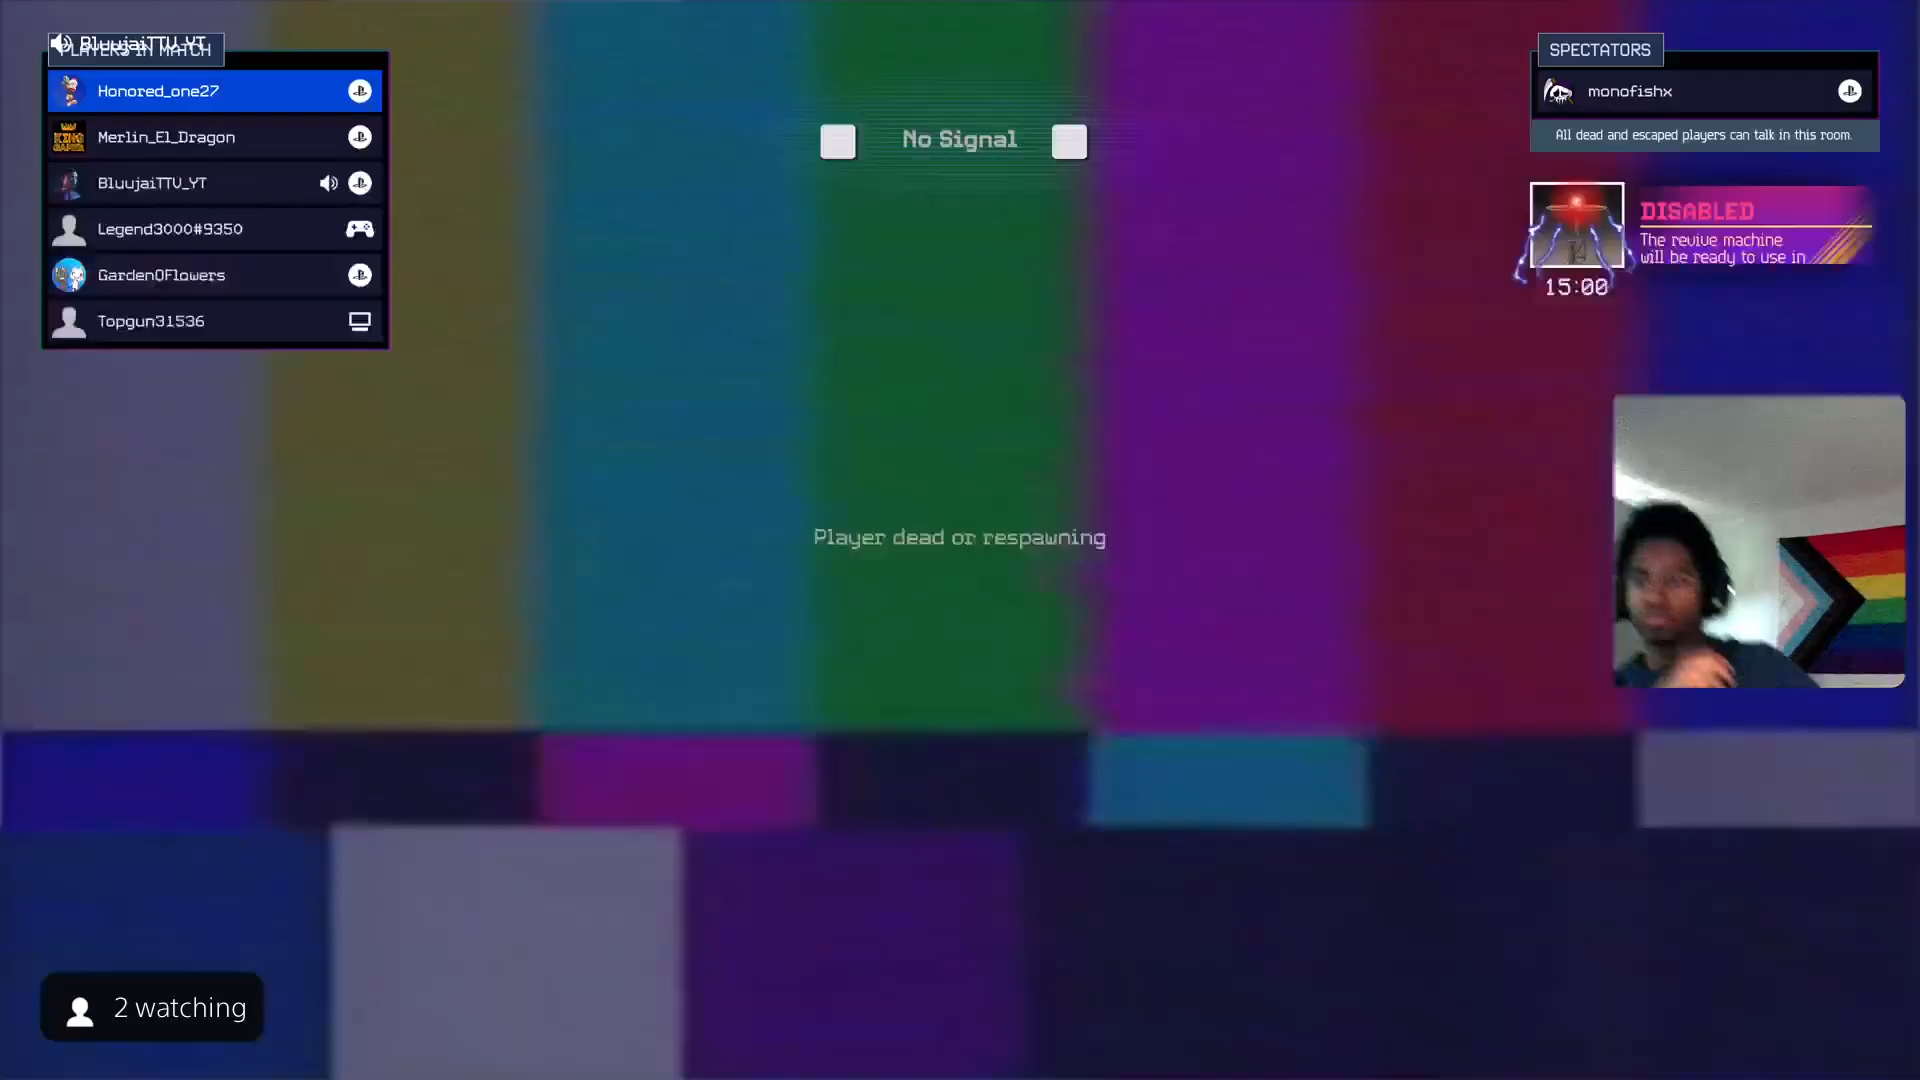 BluujaiTTV_YT
PLAYERS IN MATCH
Honored_one27
Merlin_El_Dragon
BluujaiTTV_YT
Legend3000#9350
GardenOFlowers
Topgun31536
No Signal
Player dead or respawning
SPECTATORS
monofishx
All dead and escaped players can talk in this room.
DISABLED
The revive machine
will be ready to use in
15:00
2 watching